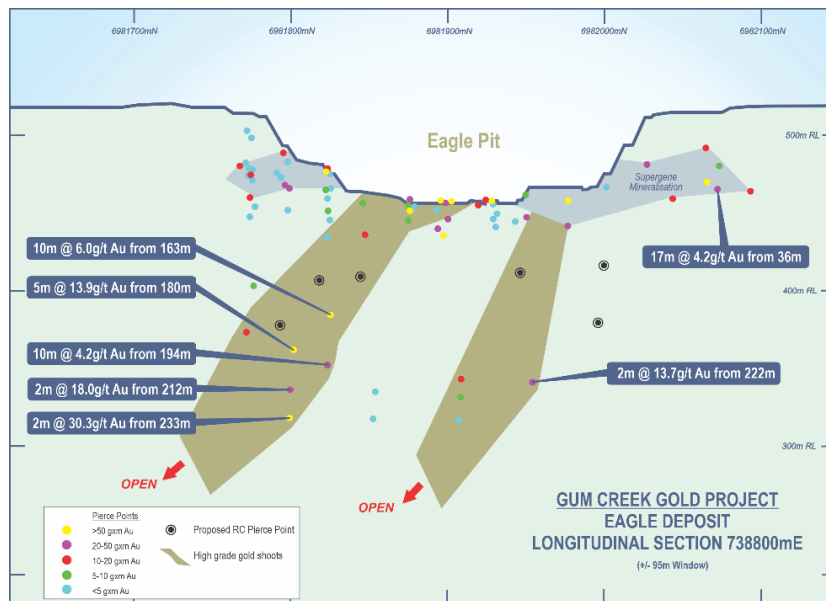 6981700mN
6981800mN
6981900mN
6982000mN
6982100mN
Eagle Pit
500m RL
Supergene
Mineralisation
10m @ 6.0g/t Au from 163m
17m @ 4.2g/t Au from 36m
5m @ 13.9g/t Au from 180m
400m RL
10m @ 4.2g/t Au from 194m
2m @ 18.0g/t Au from 212m
2m @ 13.7g/t Au from 222m
2m @ 30.3g/t Au from 233m
300m RL
OPEN
OPEN
Pierce Points
>50 gxm Au
20-50 gxm Au
10-20 gxm Au
5-10 gxm Au
<5 gxm Au
Proposed RC Pierce Point
High grade gold shoots
GUM CREEK GOLD PROJECT
EAGLE DEPOSIT
LONGITUDINAL SECTION 738800mE
(+/- 95m Window)